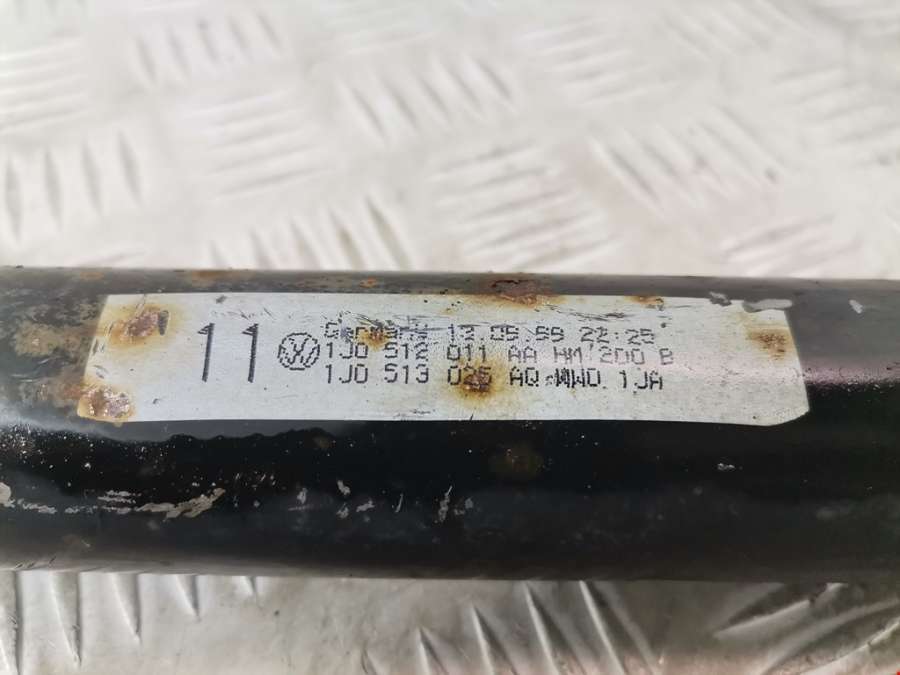 11
Germany 13.05.99 22:25
1J0 512 011 AA HM 200 B
1J0 513 025 AQ WWD 1JA